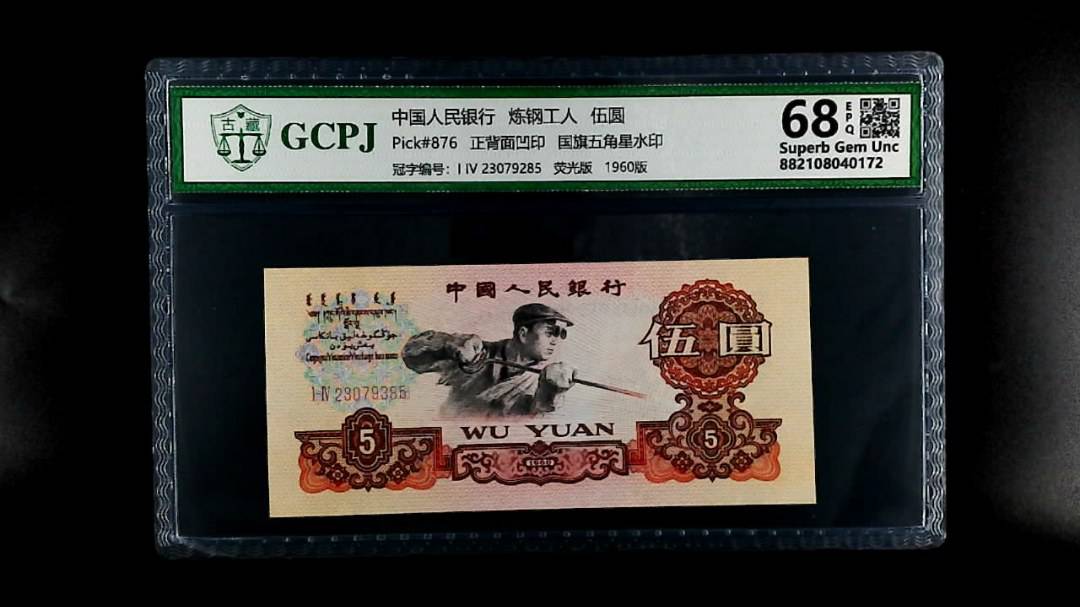 中国人民银行 炼钢工人 伍圆
古藏
GCPJ
Pick#876 正背面凹印 国旗五角星水印
冠字编号: I IV 23079285 荧光版 1960版
68 EPQ
Superb Gem Unc
882108040172
中國人民銀行
伍圓
I-IV 23079385
WU YUAN
5
5
1960